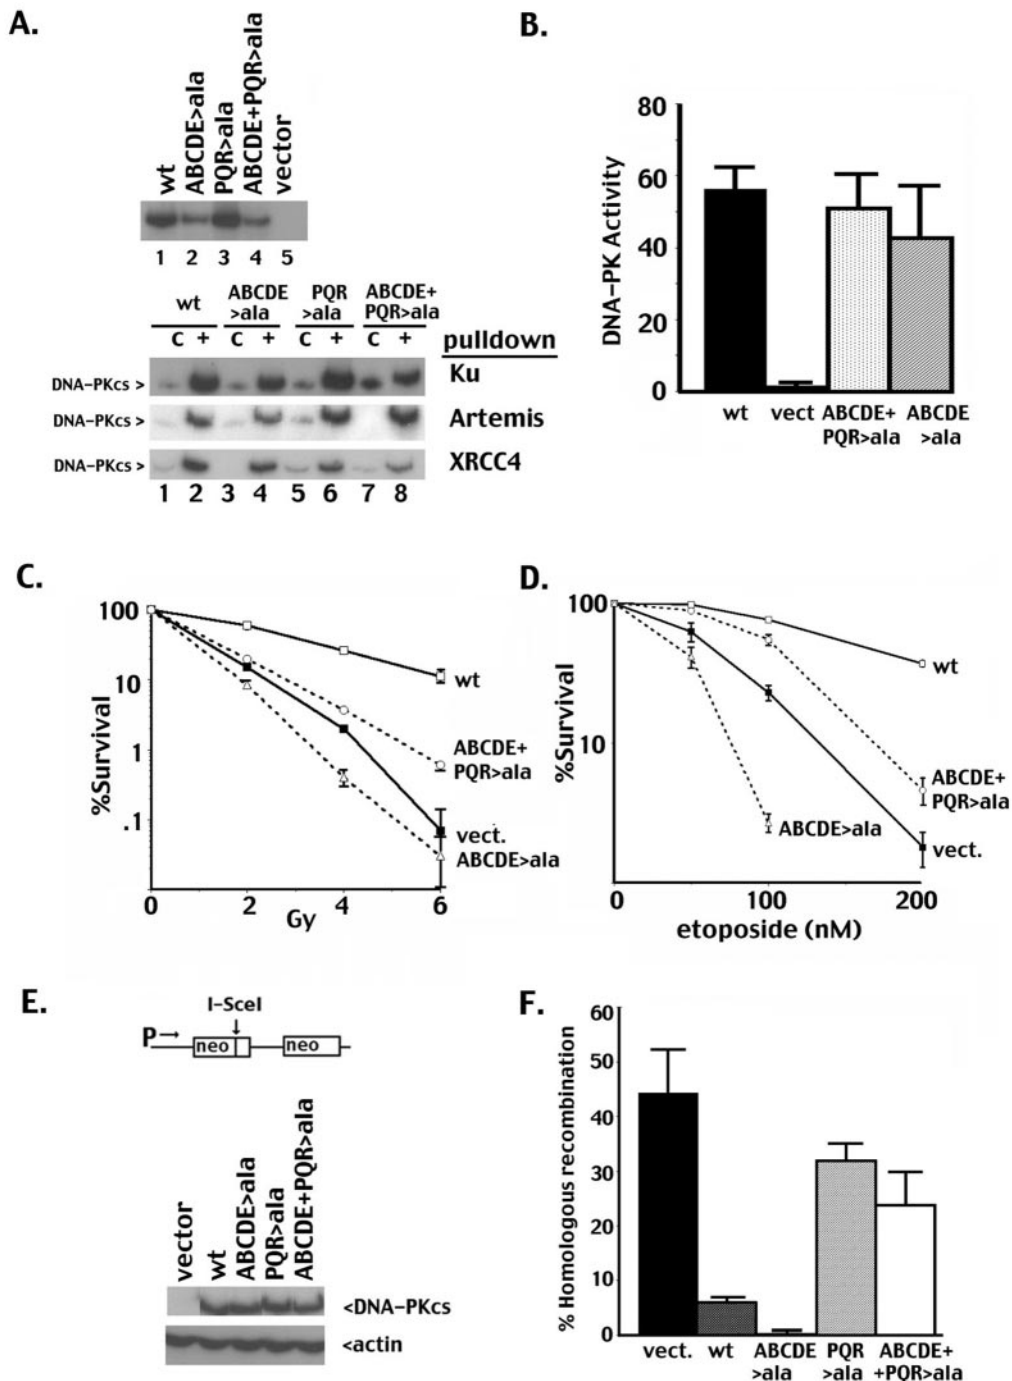 A.
wt
ABCDE>ala
PQR>ala
ABCDE+PQR>ala
vector
1 2 3 4 5
wt
ABCDE
>ala
PQR
>ala
ABCDE+
PQR>ala
c + c + c + c +
pulldown
DNA-PKcs > Ku
DNA-PKcs > Artemis
DNA-PKcs > XRCC4
1 2 3 4 5 6 7 8
B.
DNA-PK Activity
80
60
40
20
0
wt
vect
ABCDE+
PQR>ala
ABCDE
>ala
C.
%Survival
100
10
1
.1
wt
ABCDE+
PQR>ala
vect.
ABCDE>ala
0 2 4 6
Gy
D.
%Survival
100
10
wt
ABCDE+
PQR>ala
ABCDE>ala
vect.
0 100 200
etoposide (nM)
E.
I-SceI
P
neo neo
vector
wt
ABCDE>ala
PQR>ala
ABCDE+PQR>ala
<DNA-PKcs
<actin
F.
% Homologous recombination
60
50
40
30
20
10
0
vect.
wt
ABCDE
>ala
PQR
>ala
ABCDE+
+PQR>ala